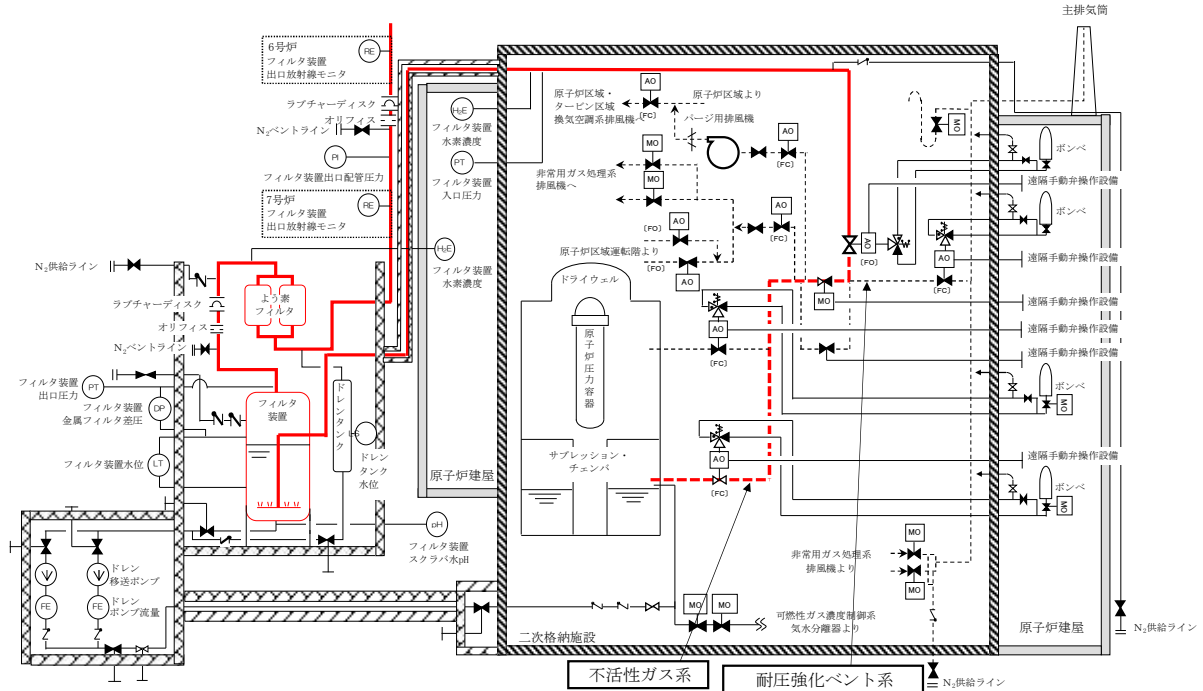 主排気筒
6号炉
フィルタ装置
出口放射線モニタ
RE
ラプチャーディスク
オリフィス
N₂ベントライン
PI
フィルタ装置出口配管圧力
7号炉
フィルタ装置
出口放射線モニタ
RE
H₂E
フィルタ装置
水素濃度
PT
フィルタ装置
入口圧力
H₂E
フィルタ装置
水素濃度
N₂供給ライン
ラプチャーディスク
オリフィス
N₂ベントライン
よう素
フィルタ
PT
フィルタ装置
出口圧力
DP
フィルタ装置
金属フィルタ差圧
フィルタ装置
ドレンタンク
LS
ドレン
タンク
水位
フィルタ装置水位
LT
pH
フィルタ装置
スクラバ水pH
原子炉建屋
ドレン
移送ポンプ
FE
FE
ドレン
ポンプ流量
原子炉区域・
タービン区域
換気空調系排風機へ
AO
(FC)
原子炉区域より
パージ用排風機
AO
(FC)
MO
非常用ガス処理系
排風機へ
MO
AO
(FO)
AO
(FC)
原子炉区域運転階より
(FO)
AO
MO
AO
(FO)
AO
(FC)
MO
ドライウェル
原子炉圧力容器
AO
(FC)
サプレッション・
チェンバ
AO
(FC)
ボンベ
遠隔手動弁操作設備
ボンベ
遠隔手動弁操作設備
遠隔手動弁操作設備
遠隔手動弁操作設備
遠隔手動弁操作設備
ボンベ
MO
遠隔手動弁操作設備
ボンベ
MO
非常用ガス処理系
排風機より
MO
MO
MO
MO
可燃性ガス濃度制御系
気水分離器より
二次格納施設
原子炉建屋
N₂供給ライン
不活性ガス系
耐圧強化ベント系
N₂供給ライン